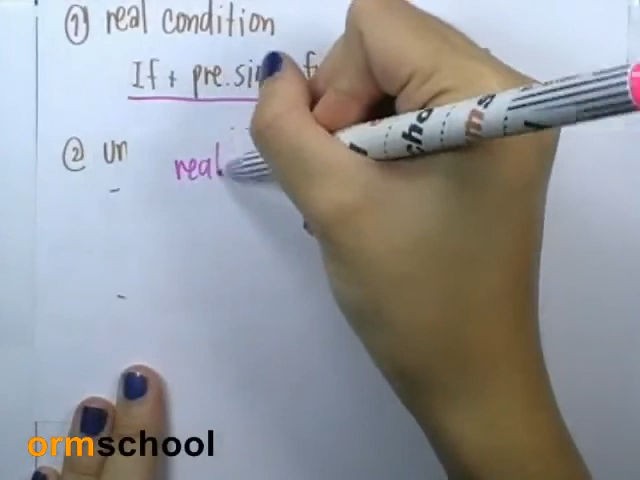 ① real condition
If + pre.si
② un real
ormschool